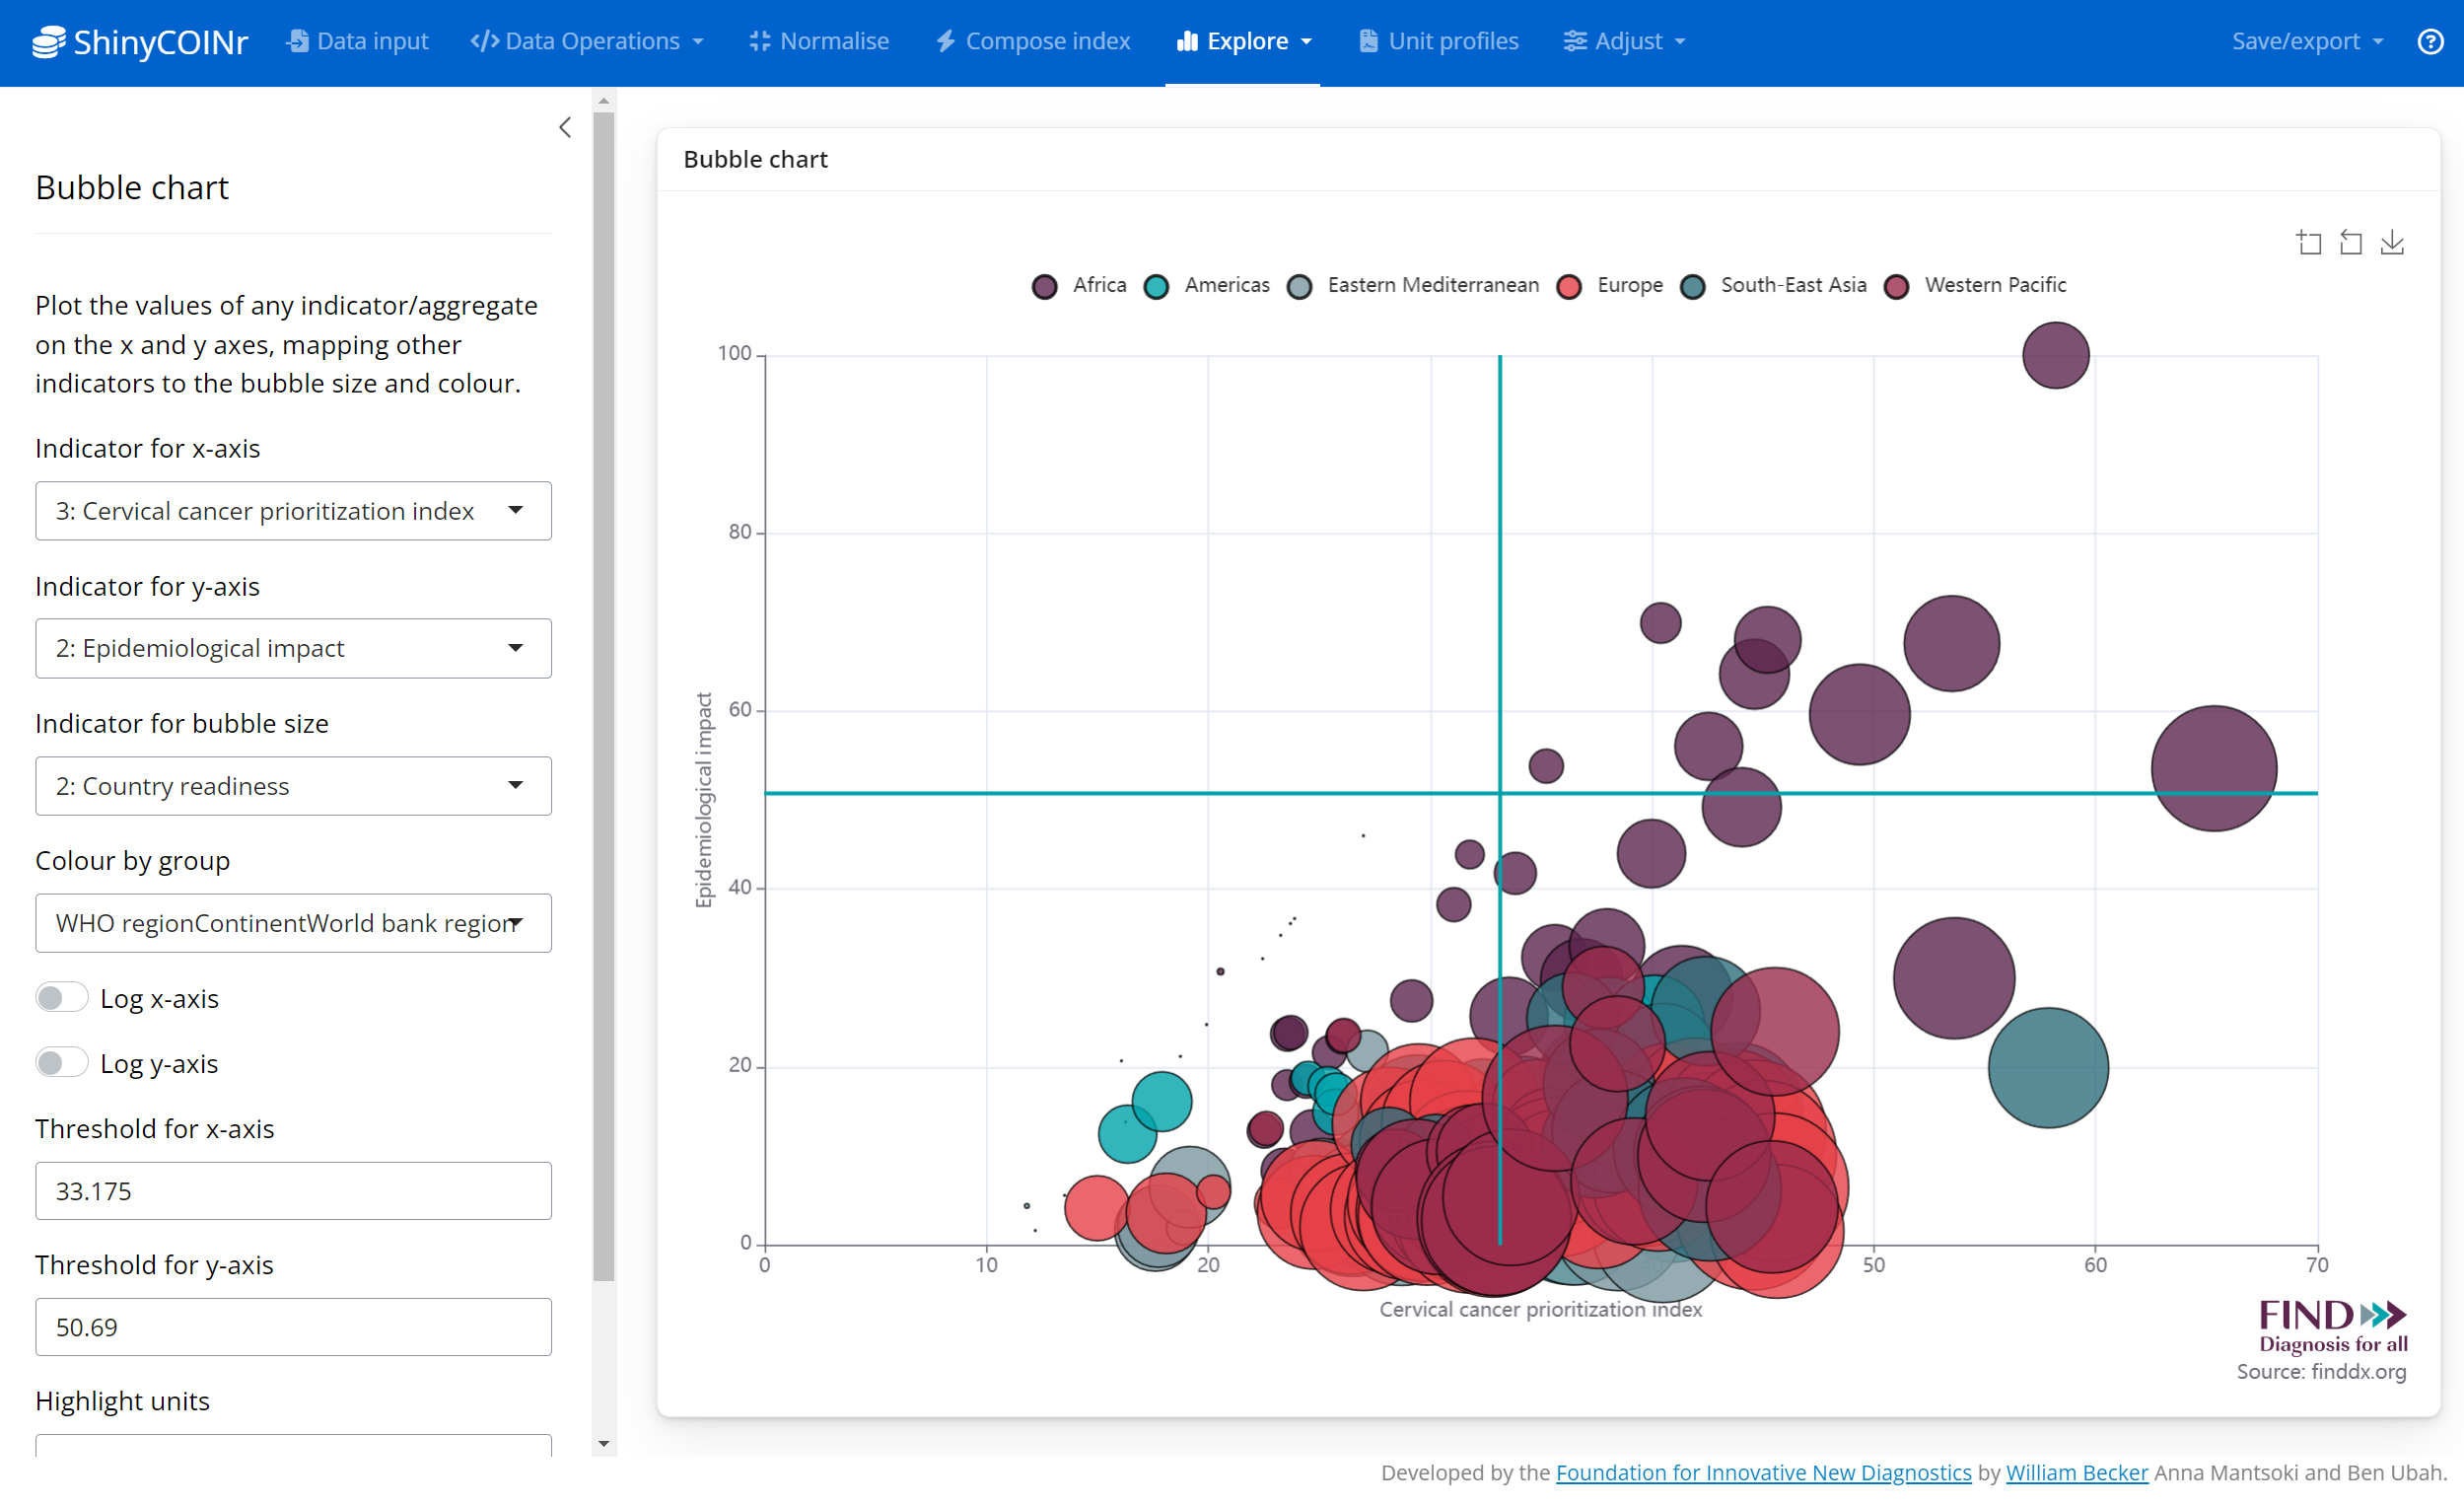 ShinyCOINr Data input </> Data Operations Normalise Compose index Explore Unit profiles Adjust Save/export ?
Bubble chart
Plot the values of any indicator/aggregate
on the x and y axes, mapping other
indicators to the bubble size and colour.
Indicator for x-axis
3: Cervical cancer prioritization index
Indicator for y-axis
2: Epidemiological impact
Indicator for bubble size
2: Country readiness
Colour by group
WHO regionContinentWorld bank region
Log x-axis
Log y-axis
Threshold for x-axis
33.175
Threshold for y-axis
50.69
Highlight units
Bubble chart
Africa Americas Eastern Mediterranean Europe South-East Asia Western Pacific
100
80
60
40
20
0
Epidemiological impact
0 10 20 50 60 70
Cervical cancer prioritization index
FIND
Diagnosis for all
Source: finddx.org
Developed by the Foundation for Innovative New Diagnostics by William Becker Anna Mantsoki and Ben Ubah.